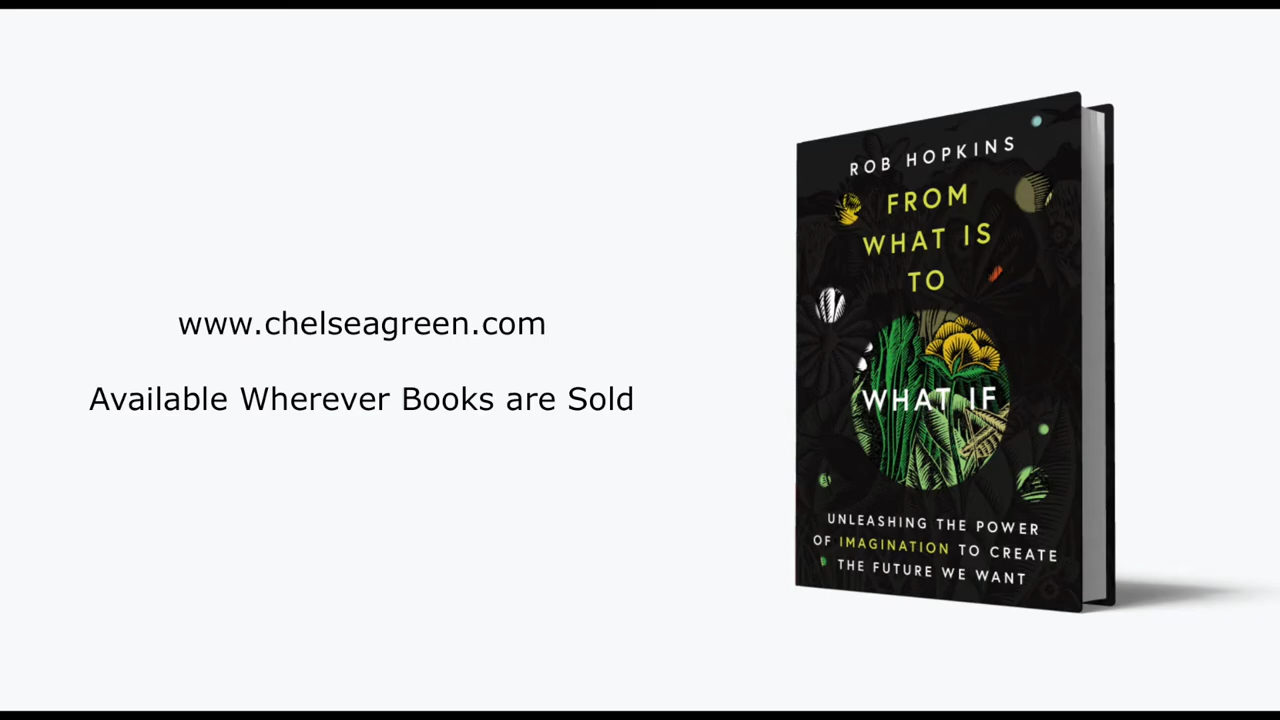 www.chelseagreen.com
Available Wherever Books are Sold
ROB HOPKINS
FROM
WHAT IS
TO
WHAT IF
UNLEASHING THE POWER
OF IMAGINATION TO CREATE
THE FUTURE WE WANT